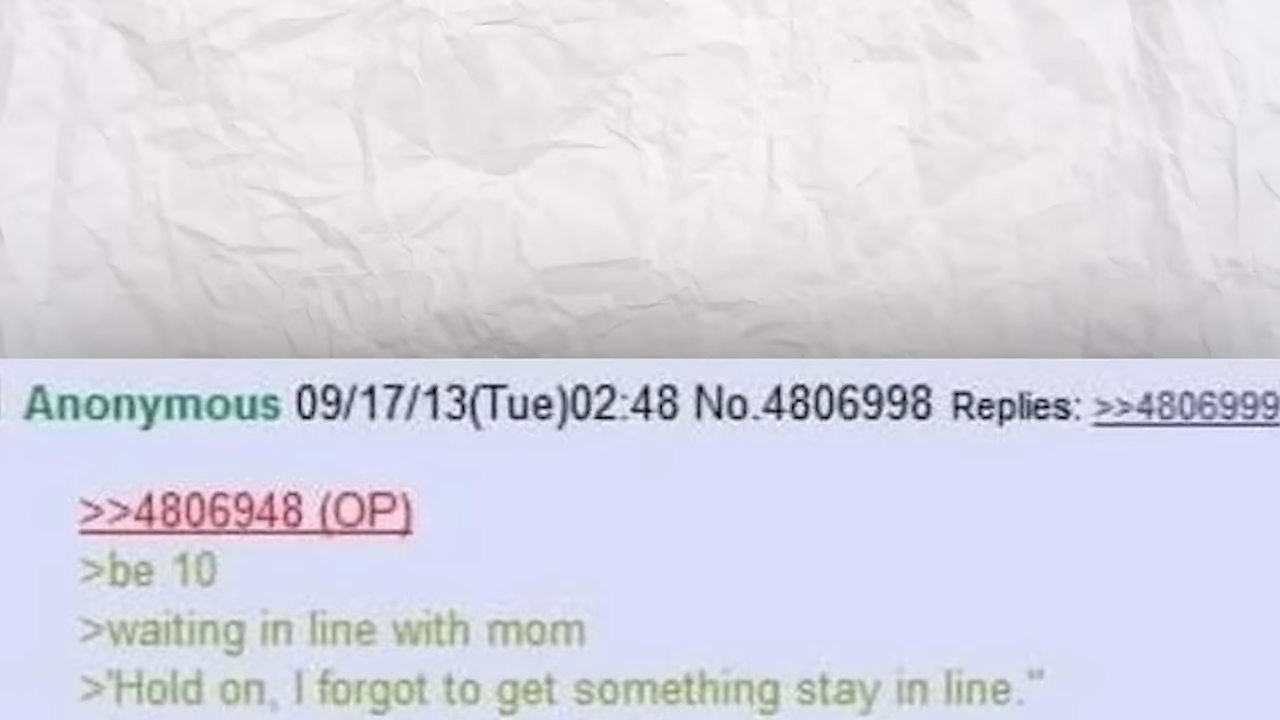 Anonymous 09/17/13(Tue)02:48 No.4806998 Replies: >>4806999
>>4806948 (OP)
>be 10
>waiting in line with mom
>"Hold on, I forgot to get something stay in line."